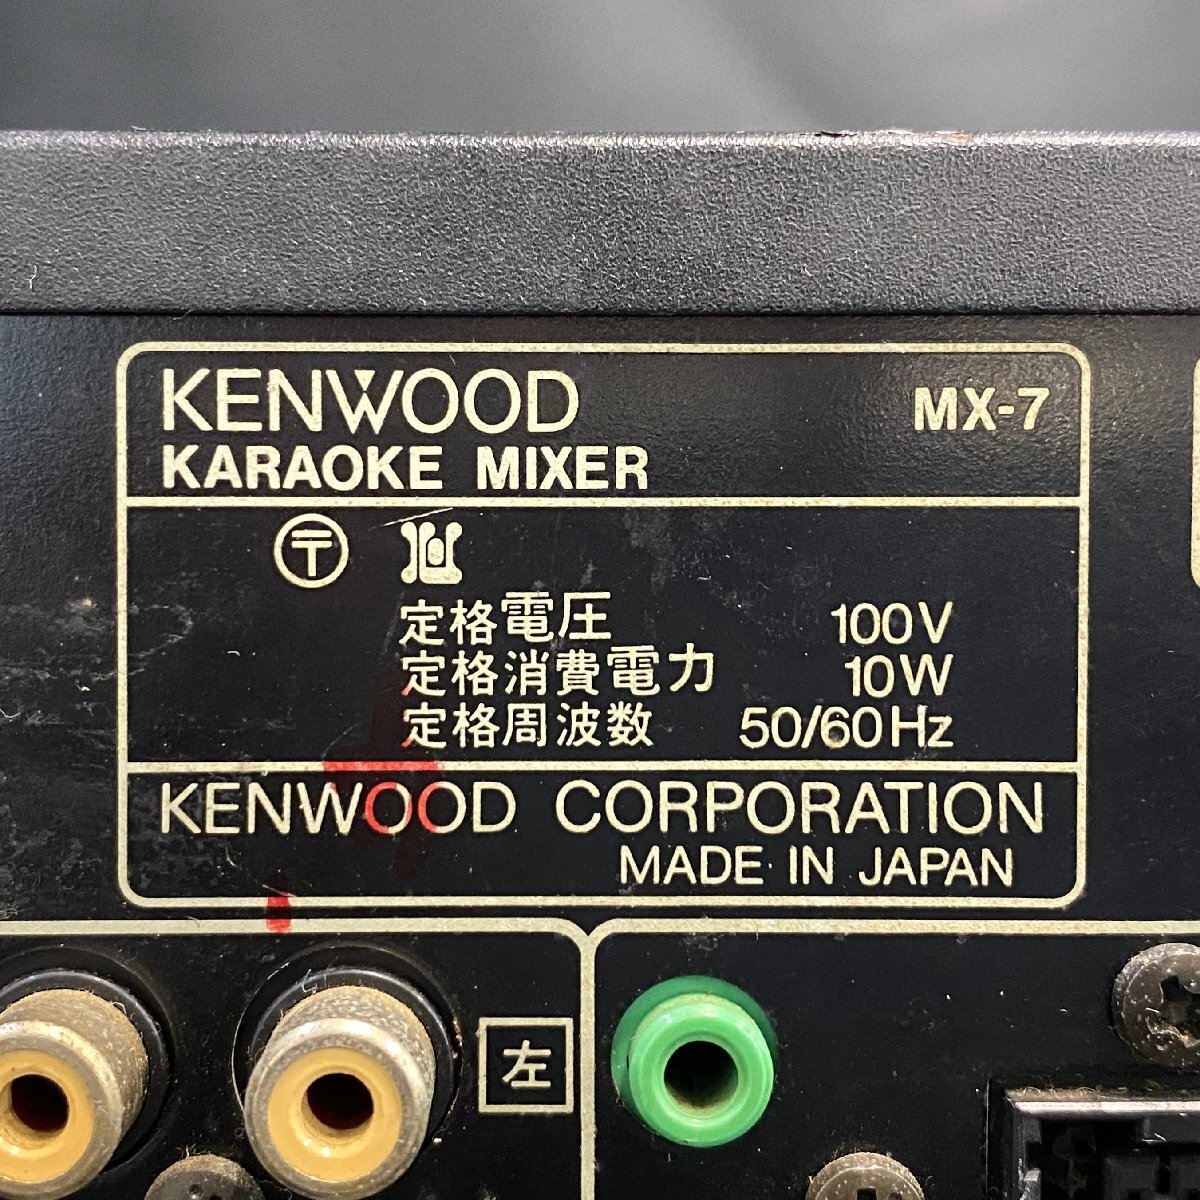 KENWOOD MX-7
KARAOKE MIXER
〒
定格電圧 100V
定格消費電力 10W
定格周波数 50/60Hz
KENWOOD CORPORATION
MADE IN JAPAN
左